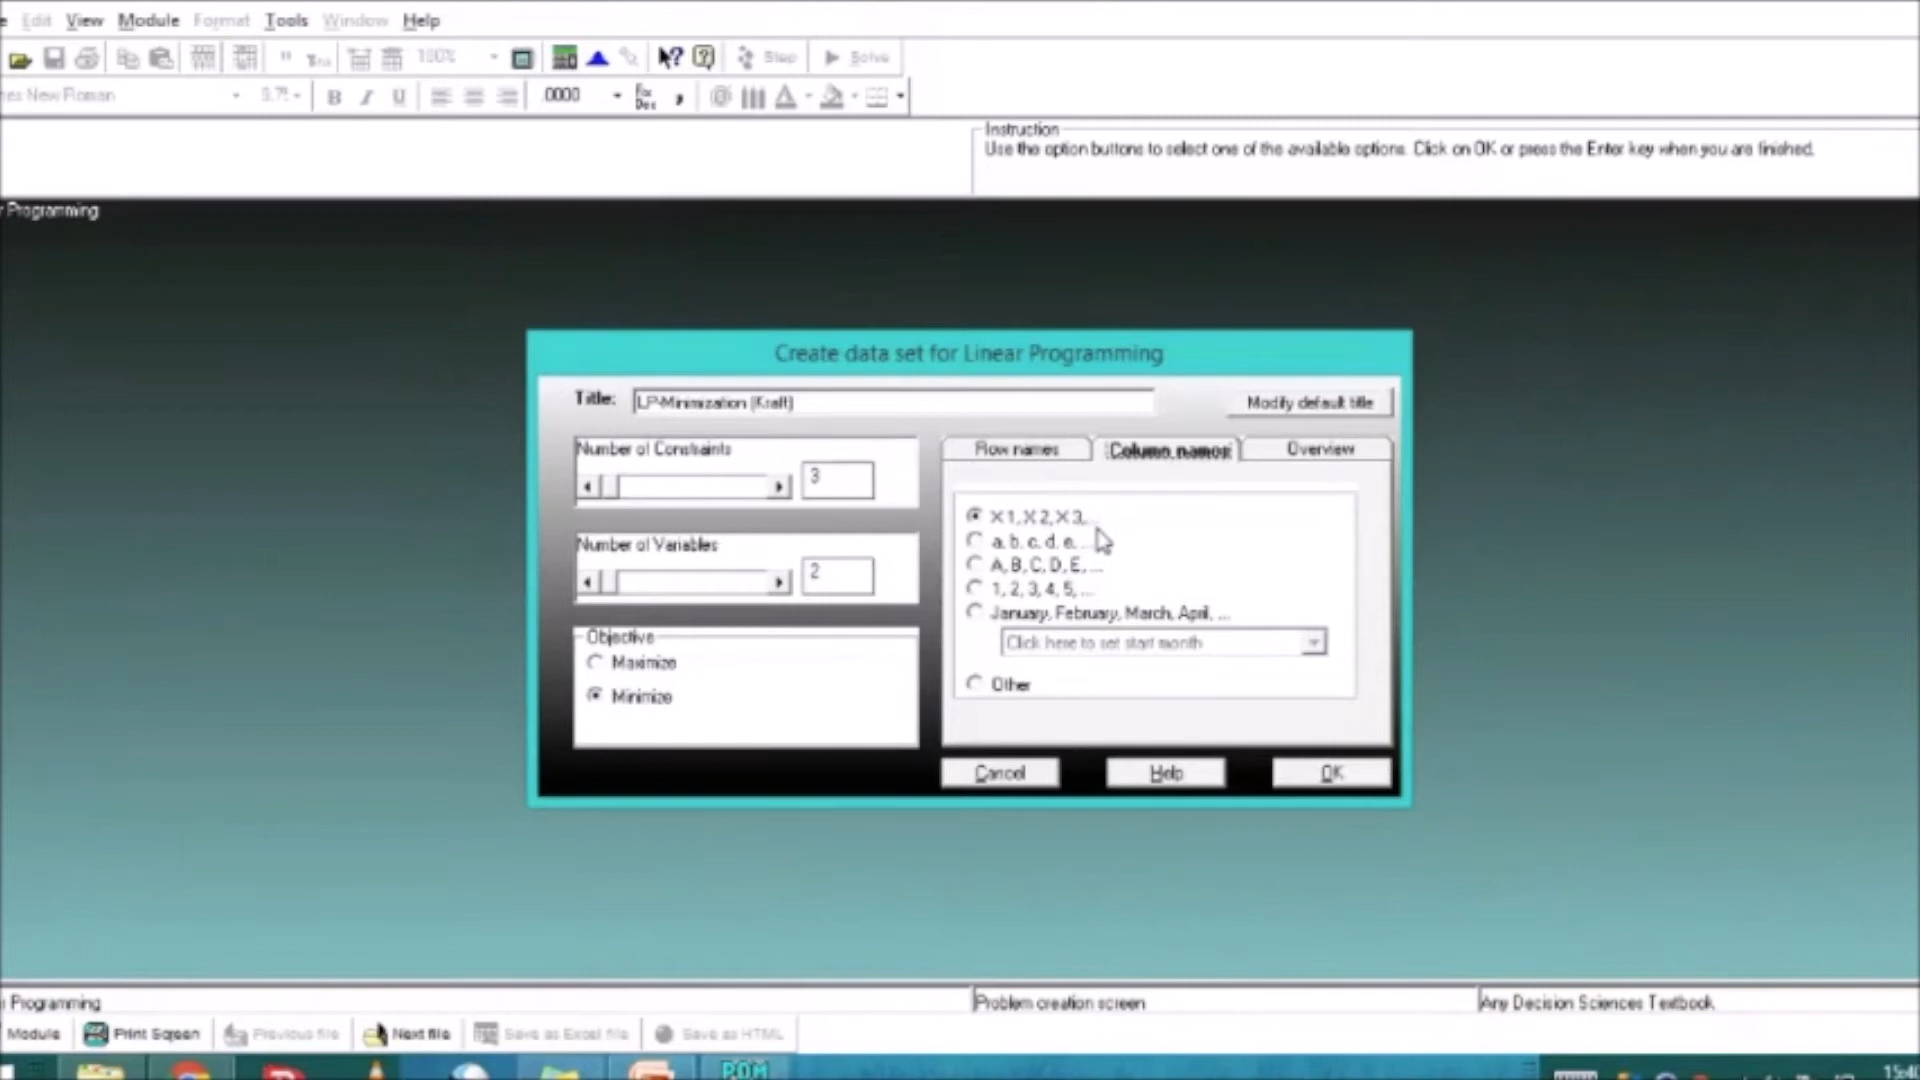 Edit View Module Format Tools Window Help
100% Step Solve
New Roman 9.75 B I U .0000 Fix Dec ,
Instruction
Use the option buttons to select one of the available options. Click on OK or press the Enter key when you are finished.
Programming
Create data set for Linear Programming
Title: LP-Minimization (Kraft) Modify default title
Number of Constraints
3
Number of Variables
2
Objective
Maximize
Minimize
Row names Column names Overview
X1, X2, X3, ...
a, b, c, d, e, ...
A, B, C, D, E, ...
1, 2, 3, 4, 5, ...
January, February, March, April, ...
Click here to set start month
Other
Cancel Help OK
Programming Problem creation screen Any Decision Sciences Textbook
Module Print Screen Previous file Next file Save as Excel file Save as HTML
POM